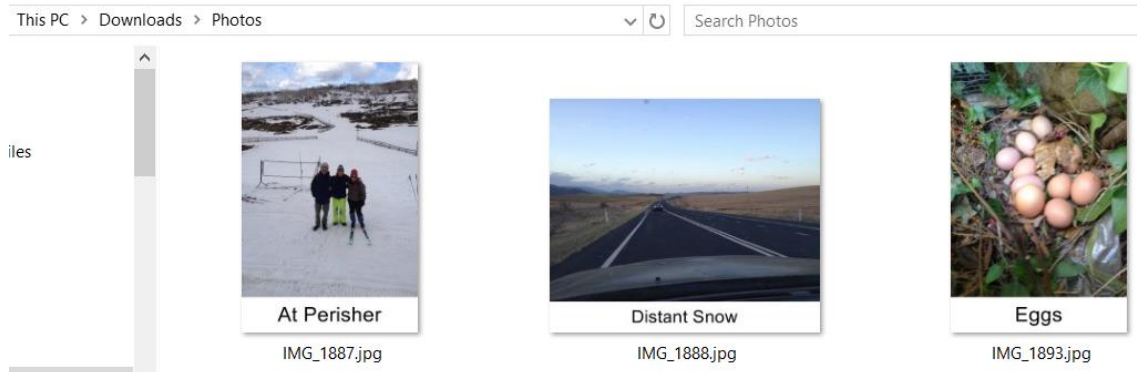 This PC > Downloads > Photos
Search Photos
iles
At Perisher
Distant Snow
Eggs
IMG_1887.jpg
IMG_1888.jpg
IMG_1893.jpg